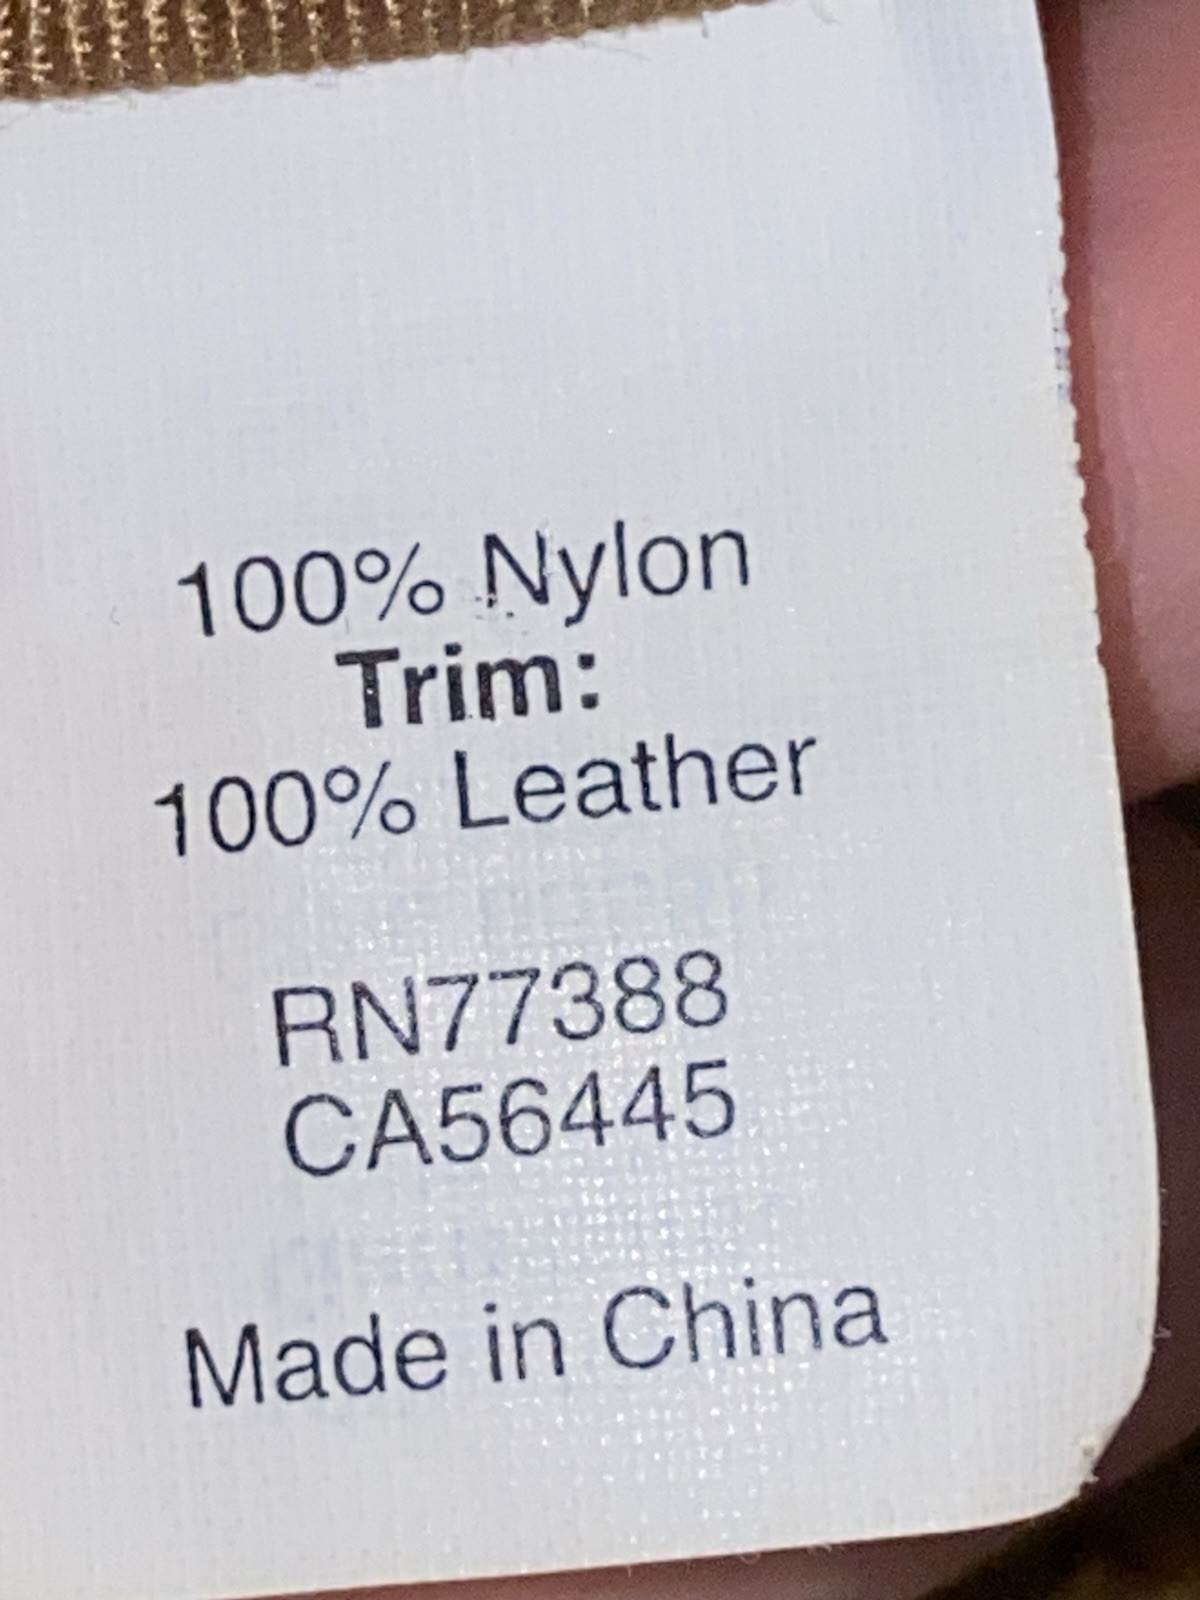 100% Nylon
Trim:
100% Leather
RN77388
CA56445
Made in China